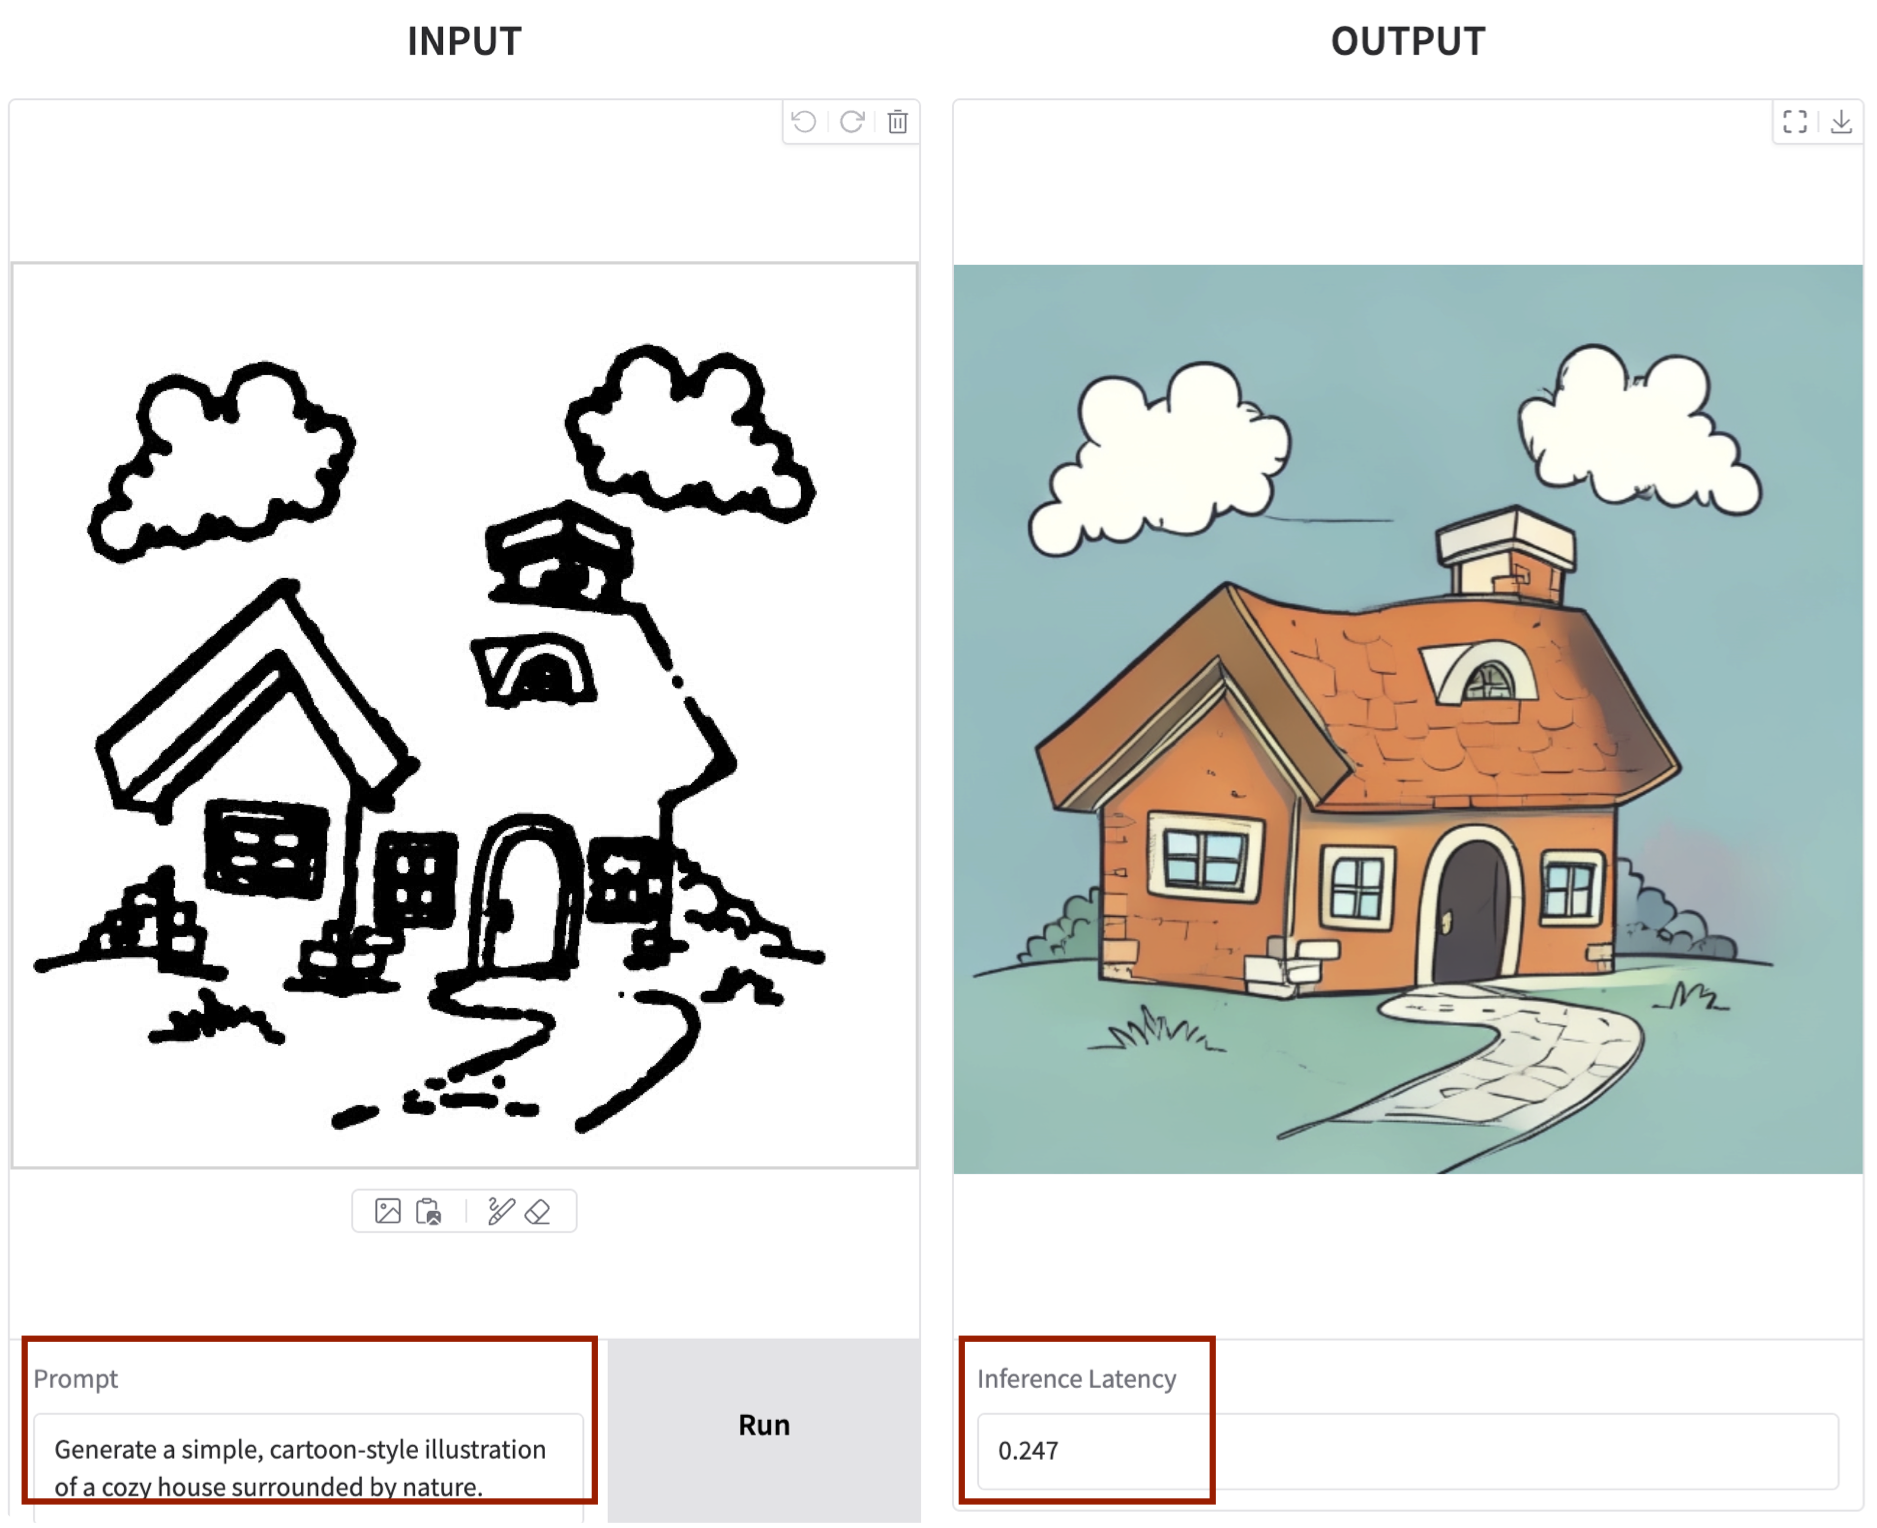 INPUT
OUTPUT
Prompt
Generate a simple, cartoon-style illustration
of a cozy house surrounded by nature.
Run
Inference Latency
0.247